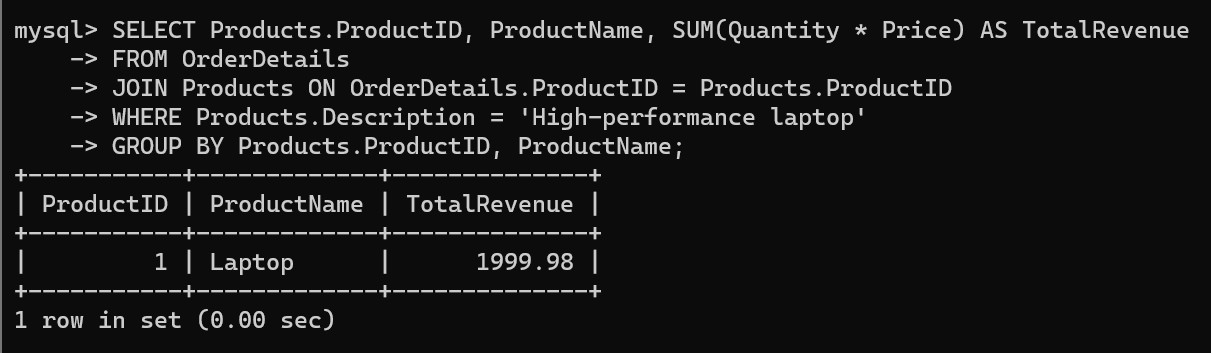 mysql> SELECT Products.ProductID, ProductName, SUM(Quantity * Price) AS TotalRevenue
    -> FROM OrderDetails
    -> JOIN Products ON OrderDetails.ProductID = Products.ProductID
    -> WHERE Products.Description = 'High-performance laptop'
    -> GROUP BY Products.ProductID, ProductName;
+-----------+-------------+--------------+
| ProductID | ProductName | TotalRevenue |
+-----------+-------------+--------------+
|         1 | Laptop      |      1999.98 |
+-----------+-------------+--------------+
1 row in set (0.00 sec)